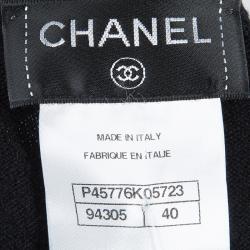 CHANEL
MADE IN ITALY
FABRIQUE EN ITALIE
P45776K05723
94305 40